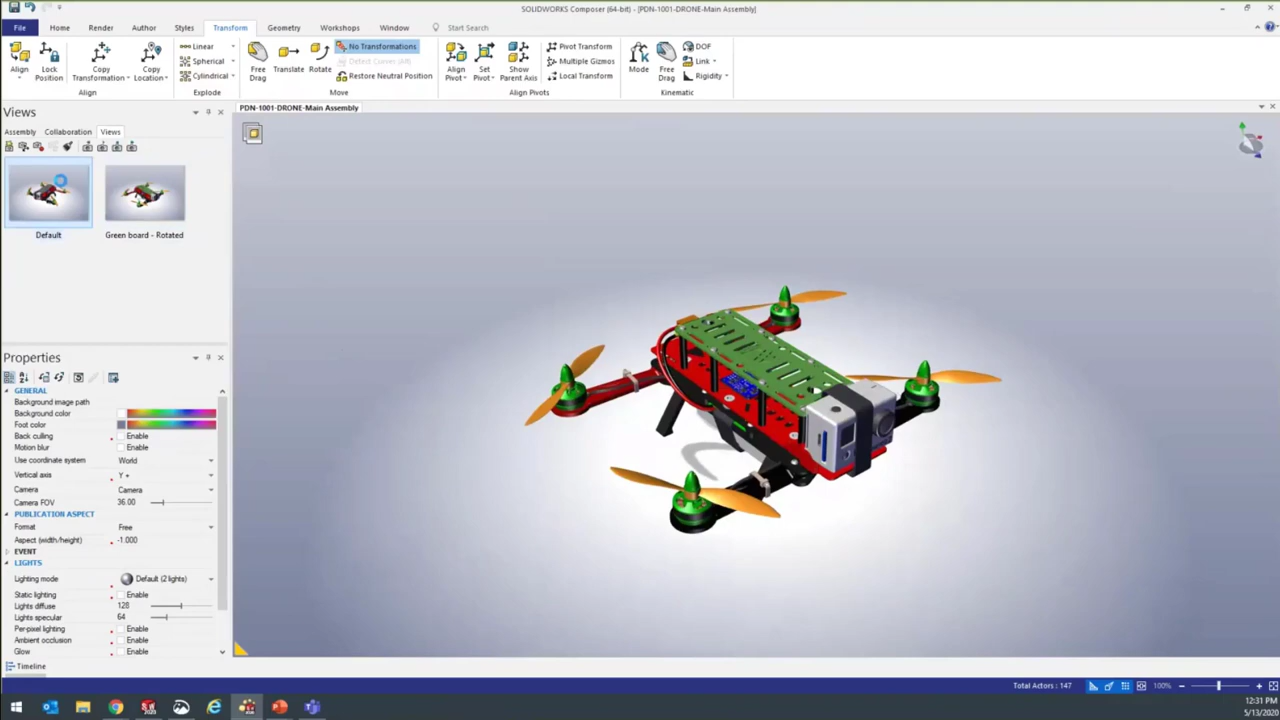 SOLIDWORKS Composer (64-bit) - [PDN-1001-DRONE-Main Assembly]
File Home Render Author Styles Transform Geometry Workshops Window Start Search
Align
Lock Position
Copy Transformation
Copy Location
Linear
Spherical
Cylindrical
Free Drag
Translate
Rotate
No Transformations
Detect Curves (Alt)
Restore Neutral Position
Align Pivot
Set Pivot
Show Parent Axis
Pivot Transform
Multiple Gizmos
Local Transform
Mode
Free Drag
DOF
Link
Rigidity
Align Explode Move Align Pivots Kinematic
Views
PDN-1001-DRONE-Main Assembly
Assembly Collaboration Views
Default Green board - Rotated
Properties
GENERAL
Background image path
Background color
Foot color
Back culling Enable
Motion blur Enable
Use coordinate system World
Vertical axis Y +
Camera Camera
Camera FOV 36.00
PUBLICATION ASPECT
Format Free
Aspect (width/height) -1.000
EVENT
LIGHTS
Lighting mode Default (2 lights)
Static lighting Enable
Lights diffuse 128
Lights specular 64
Per-pixel lighting Enable
Ambient occlusion Enable
Glow Enable
Timeline
Total Actors : 147 100%
12:31 PM
5/13/2020